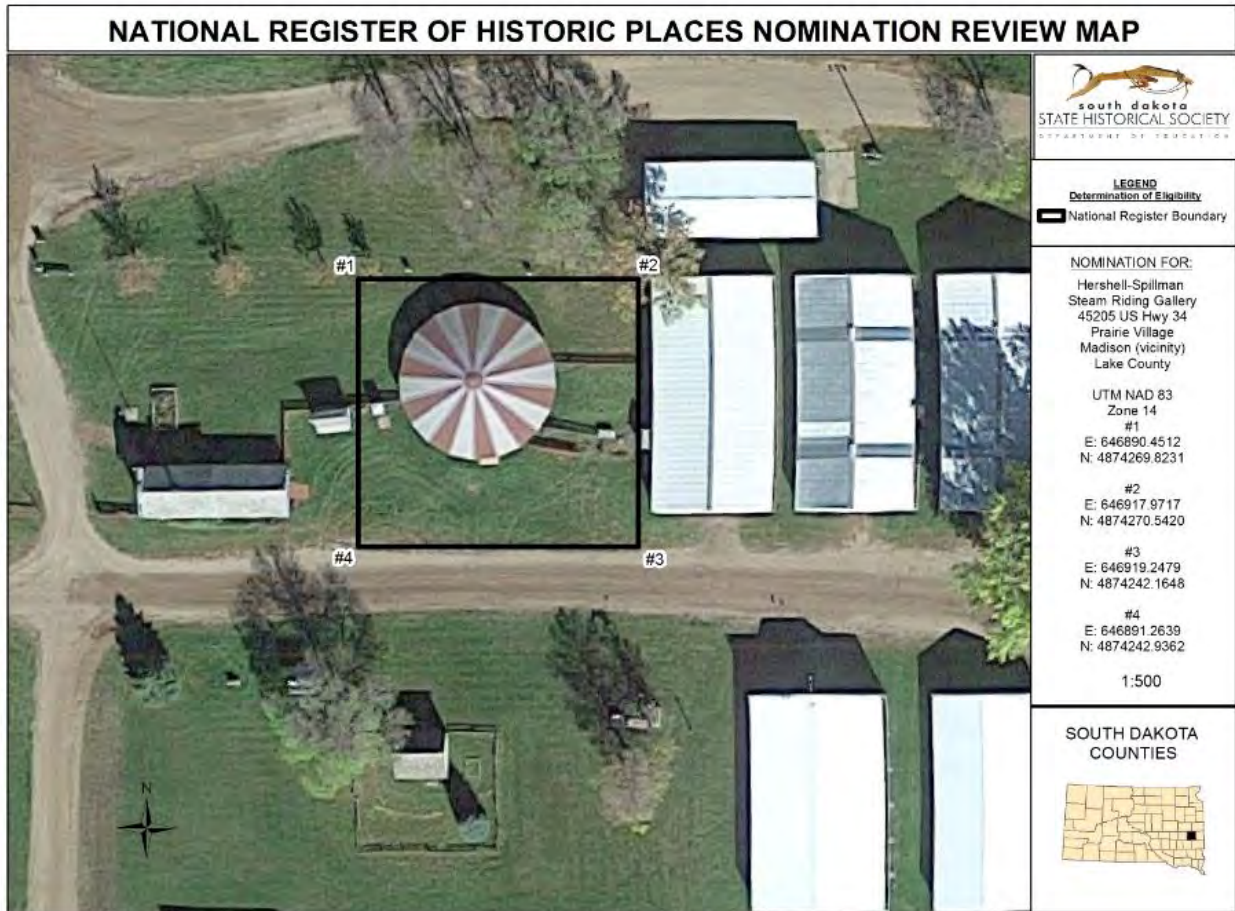 NATIONAL REGISTER OF HISTORIC PLACES NOMINATION REVIEW MAP
#1
#2
#4
#3
N
south dakota
STATE HISTORICAL SOCIETY
DEPARTMENT OF EDUCATION
LEGEND
Determination of Eligibility
National Register Boundary
NOMINATION FOR:
Hershell-Spillman
Steam Riding Gallery
45205 US Hwy 34
Prairie Village
Madison (vicinity)
Lake County
UTM NAD 83
Zone 14
#1
E: 646890.4512
N: 4874269.8231
#2
E: 646917.9717
N: 4874270.5420
#3
E: 646919.2479
N: 4874242.1648
#4
E: 646891.2639
N: 4874242.9362
1:500
SOUTH DAKOTA
COUNTIES